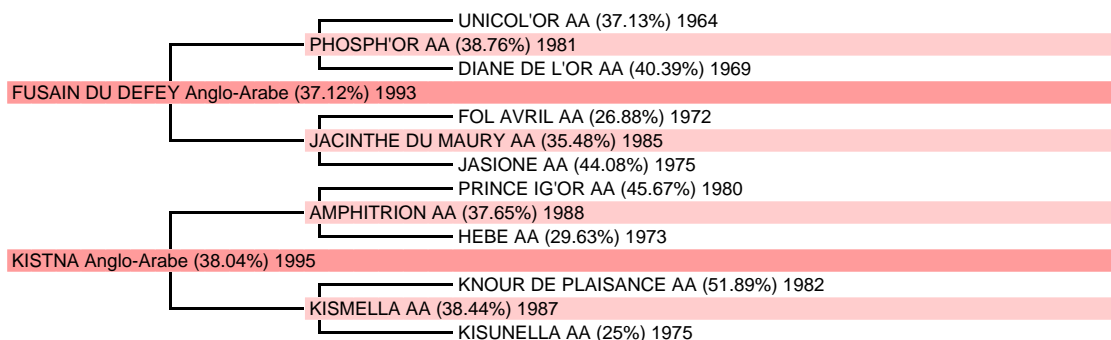 UNICOL'OR AA (37.13%) 1964
PHOSPH'OR AA (38.76%) 1981
DIANE DE L'OR AA (40.39%) 1969
FUSAIN DU DEFEY Anglo-Arabe (37.12%) 1993
FOL AVRIL AA (26.88%) 1972
JACINTHE DU MAURY AA (35.48%) 1985
JASIONE AA (44.08%) 1975
PRINCE IG'OR AA (45.67%) 1980
AMPHITRION AA (37.65%) 1988
HEBE AA (29.63%) 1973
KISTNA Anglo-Arabe (38.04%) 1995
KNOUR DE PLAISANCE AA (51.89%) 1982
KISMELLA AA (38.44%) 1987
KISUNELLA AA (25%) 1975